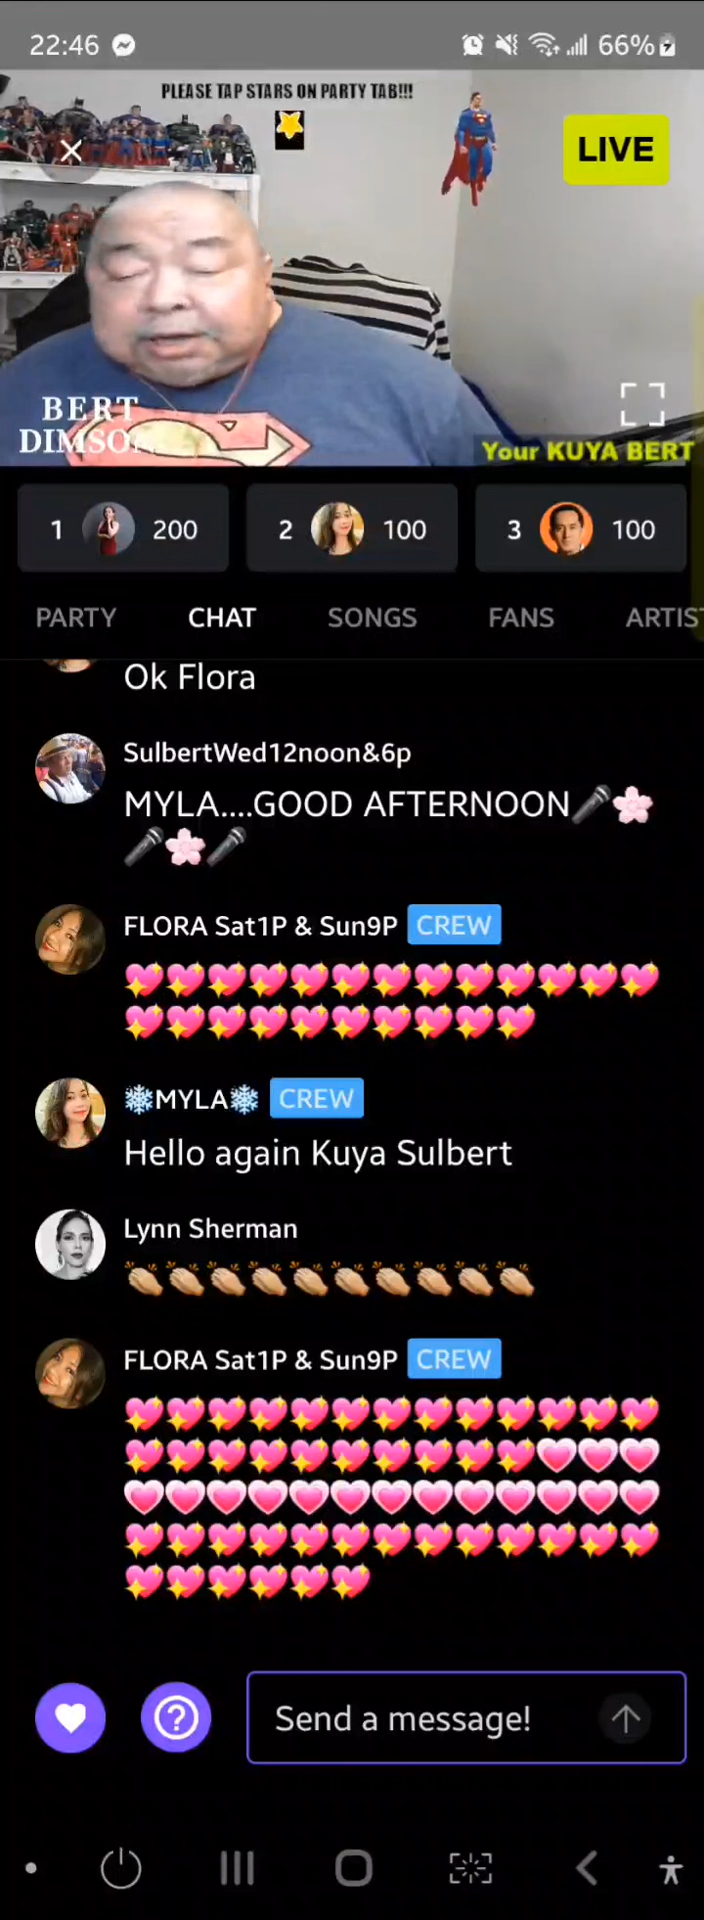 22:46
66%
PLEASE TAP STARS ON PARTY TAB!!!
LIVE
BERT
DIMSON
Your KUYA BERT
1 200
2 100
3 100
PARTY CHAT SONGS FANS ARTIS
Ok Flora
SulbertWed12noon&6p
MYLA....GOOD AFTERNOON🎤🌸
🎤🌸🎤
FLORA Sat1P & Sun9P CREW
💖💖💖💖💖💖💖💖💖💖💖💖💖
💖💖💖💖💖💖💖💖💖💖
❄️MYLA❄️ CREW
Hello again Kuya Sulbert
Lynn Sherman
👏🏼👏🏼👏🏼👏🏼👏🏼👏🏼👏🏼👏🏼👏🏼👏🏼
FLORA Sat1P & Sun9P CREW
💖💖💖💖💖💖💖💖💖💖💖💖💖
💖💖💖💖💖💖💖💖💖💖💗💗💗
💗💗💗💗💗💗💗💗💗💗💗💗💗
💖💖💖💖💖💖💖💖💖💖💖💖💖
💖💖💖💖💖💖
Send a message!